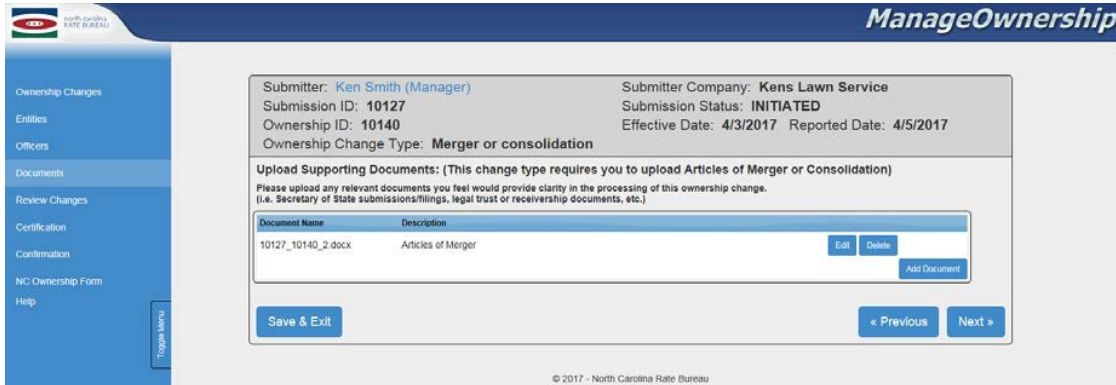 north carolina
RATE BUREAU
ManageOwnership
Ownership Changes
Entities
Officers
Documents
Review Changes
Certification
Confirmation
NC Ownership Form
Help
Toggle Menu
Submitter: Ken Smith (Manager) Submitter Company: Kens Lawn Service
Submission ID: 10127 Submission Status: INITIATED
Ownership ID: 10140 Effective Date: 4/3/2017 Reported Date: 4/5/2017
Ownership Change Type: Merger or consolidation
Upload Supporting Documents: (This change type requires you to upload Articles of Merger or Consolidation)
Please upload any relevant documents you feel would provide clarity in the processing of this ownership change.
(i.e. Secretary of State submissions/filings, legal trust or receivership documents, etc.)
Document Name Description
10127_10140_2.docx Articles of Merger Edit Delete
Add Document
Save & Exit « Previous Next »
© 2017 - North Carolina Rate Bureau